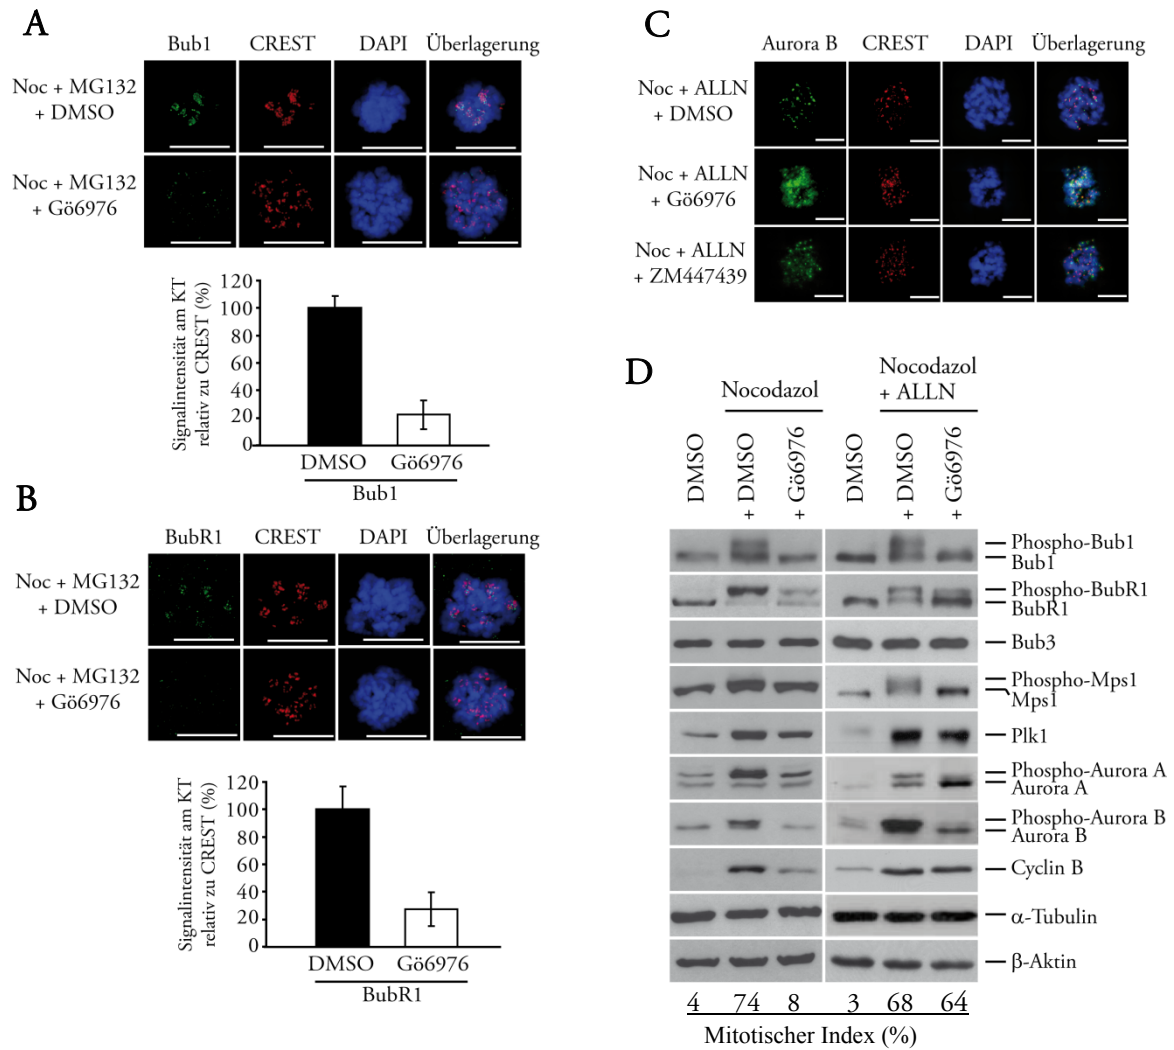 A
Bub1 CREST DAPI Überlagerung
Noc + MG132
+ DMSO
Noc + MG132
+ Gö6976
Signalintensität am KT
relativ zu CREST (%)
120
100
80
60
40
20
0
DMSO Gö6976
Bub1
B
BubR1 CREST DAPI Überlagerung
Noc + MG132
+ DMSO
Noc + MG132
+ Gö6976
Signalintensität am KT
relativ zu CREST (%)
120
100
80
60
40
20
0
DMSO Gö6976
BubR1
C
Aurora B CREST DAPI Überlagerung
Noc + ALLN
+ DMSO
Noc + ALLN
+ Gö6976
Noc + ALLN
+ ZM447439
D
Nocodazol
Nocodazol
+ ALLN
DMSO
+ DMSO
+ Gö6976
DMSO
+ DMSO
+ Gö6976
Phospho-Bub1
Bub1
Phospho-BubR1
BubR1
Bub3
Phospho-Mps1
Mps1
Plk1
Phospho-Aurora A
Aurora A
Phospho-Aurora B
Aurora B
Cyclin B
α-Tubulin
β-Aktin
4 74 8 3 68 64
Mitotischer Index (%)